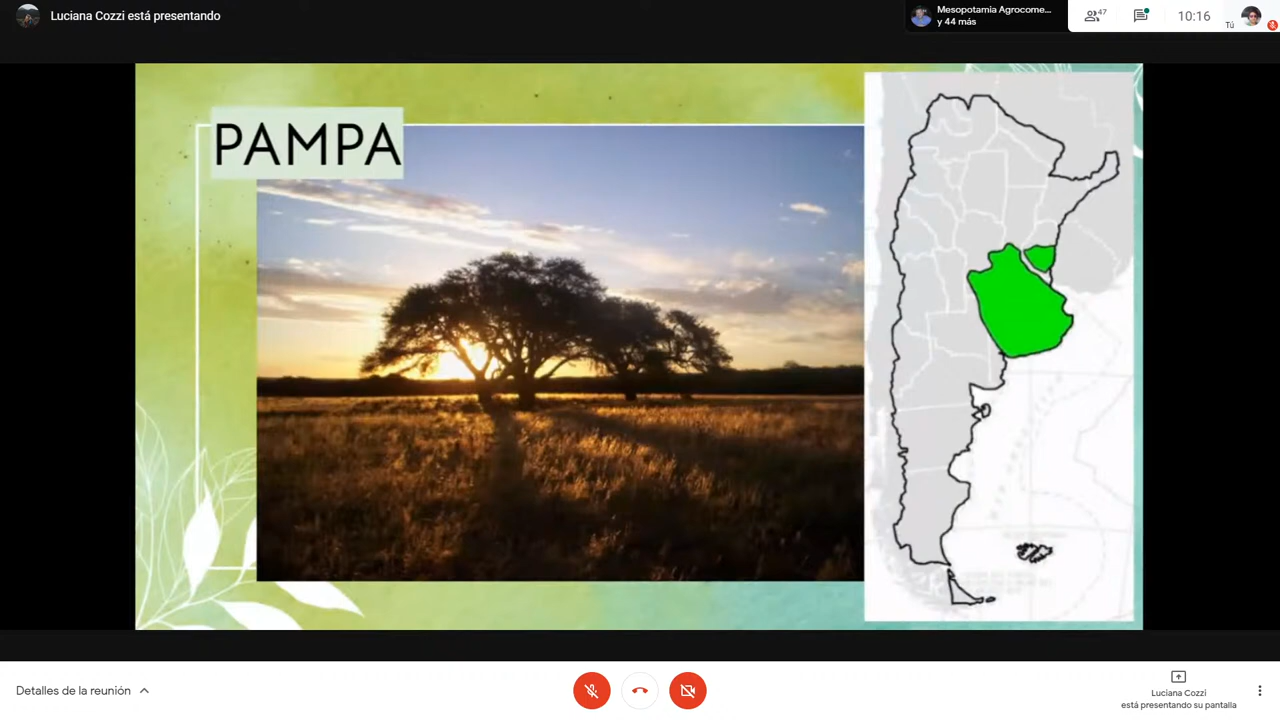 Luciana Cozzi está presentando
Mesopotamia Agrocome...
y 44 más
47
10:16
Tú
PAMPA
Detalles de la reunión
Luciana Cozzi
está presentando su pantalla